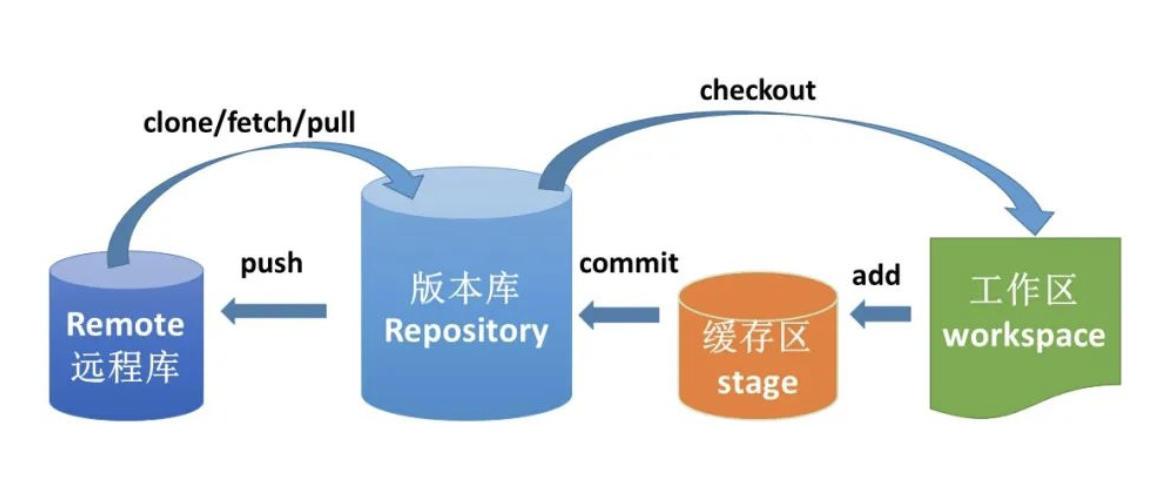 checkout
clone/fetch/pull
push
commit
add
Remote
远程库
版本库
Repository
缓存区
stage
工作区
workspace